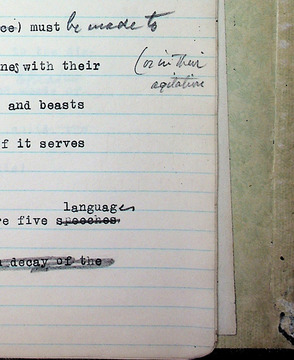 ce) must be made to
nes with their (or in their
agitation
and beasts
f it serves
languages
re five speeches
decay of the